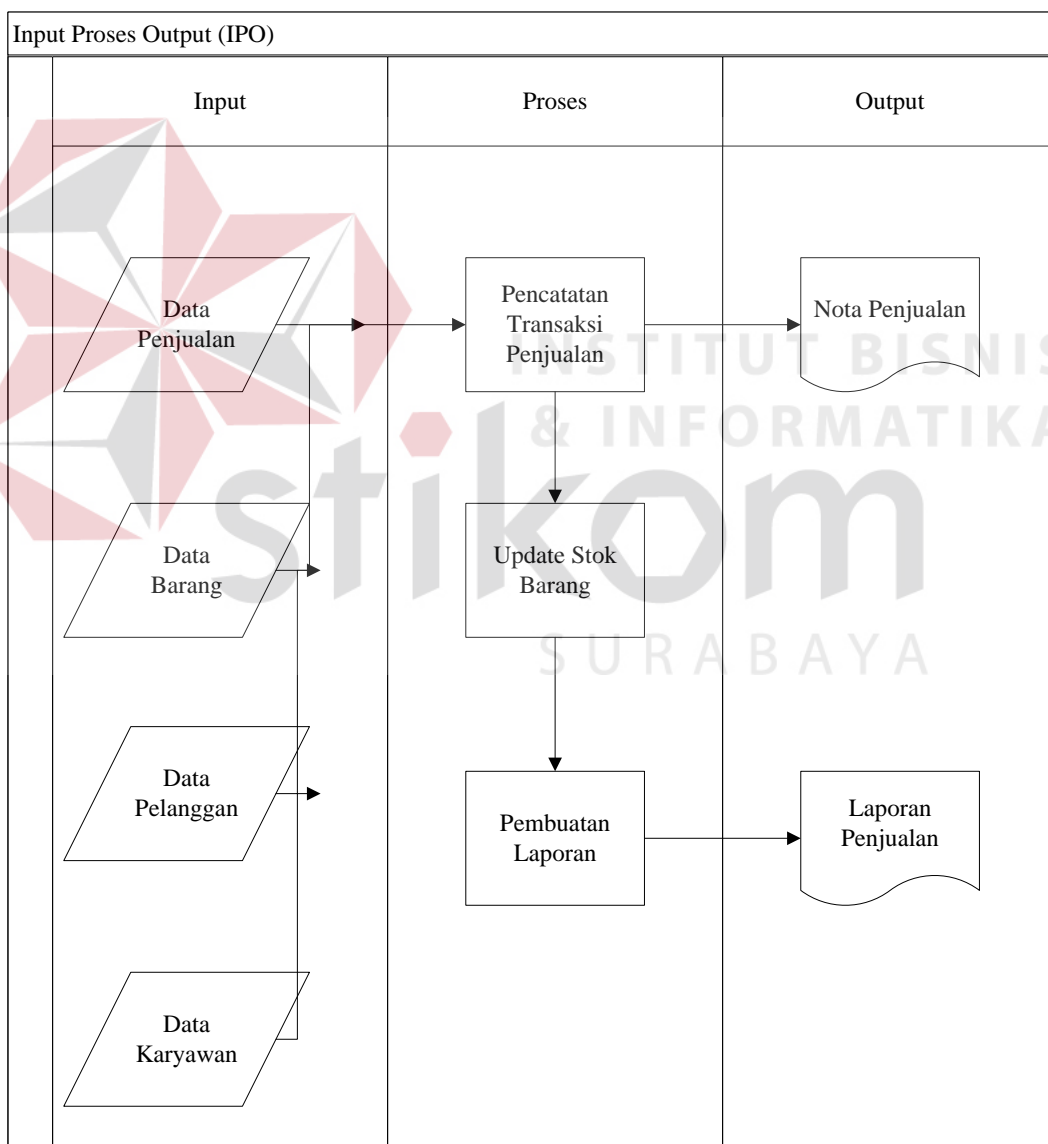 Input Proses Output (IPO)
Input
Proses
Output
Data
Penjualan
Pencatatan
Transaksi
Penjualan
Nota Penjualan
INSTITUT BISNIS
& INFORMATIKA
stikom
SURABAYA
Data
Barang
Update Stok
Barang
Data
Pelanggan
Pembuatan
Laporan
Laporan
Penjualan
Data
Karyawan